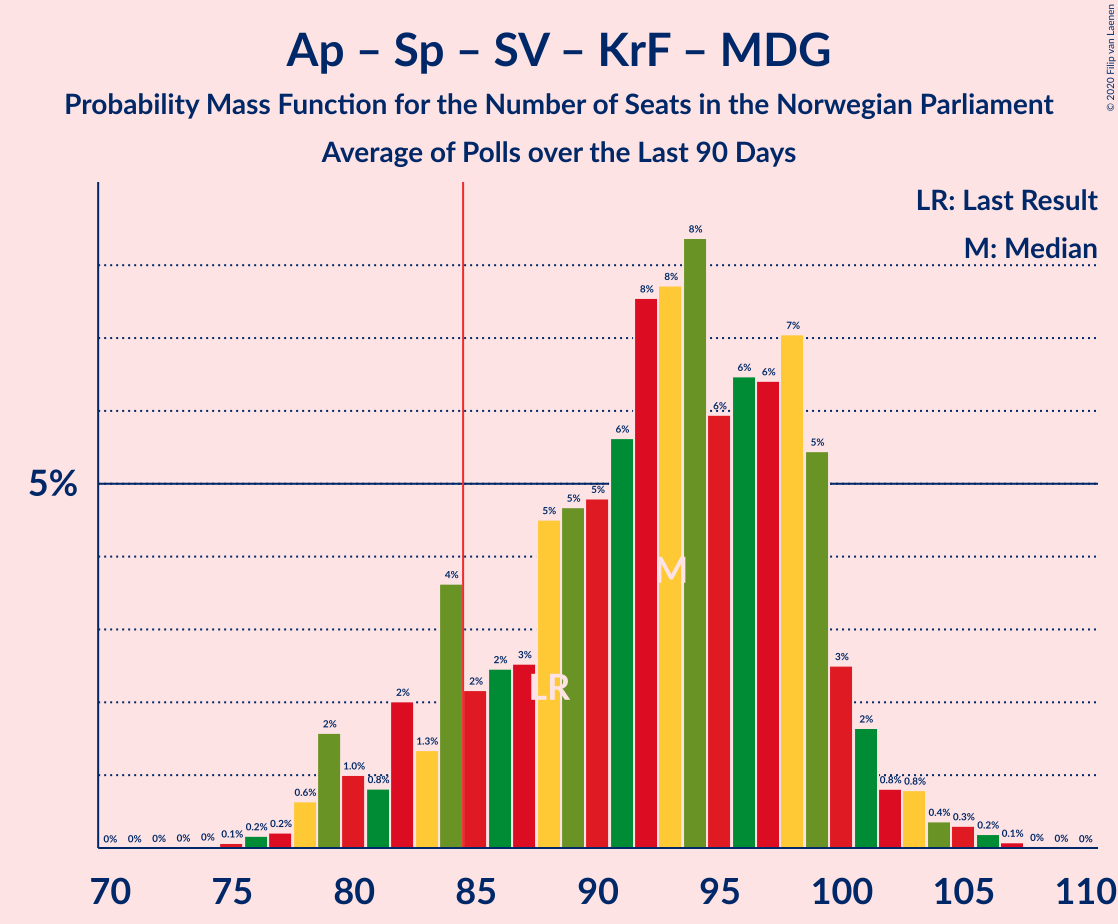 Ap – Sp – SV – KrF – MDG
Probability Mass Function for the Number of Seats in the Norwegian Parliament
Average of Polls over the Last 90 Days
© 2020 Filip van Laenen
LR: Last Result
M: Median
5%
0% 0% 0% 0% 0% 0.1% 0.2% 0.2% 0.6% 2% 1.0% 0.8% 2% 1.3% 4% 2% 2% 3% 5% 5% 5% 6% 8% 8% 8% 6% 6% 6% 7% 5% 3% 2% 0.8% 0.8% 0.4% 0.3% 0.2% 0.1% 0% 0% 0%
M
LR
70 75 80 85 90 95 100 105 110